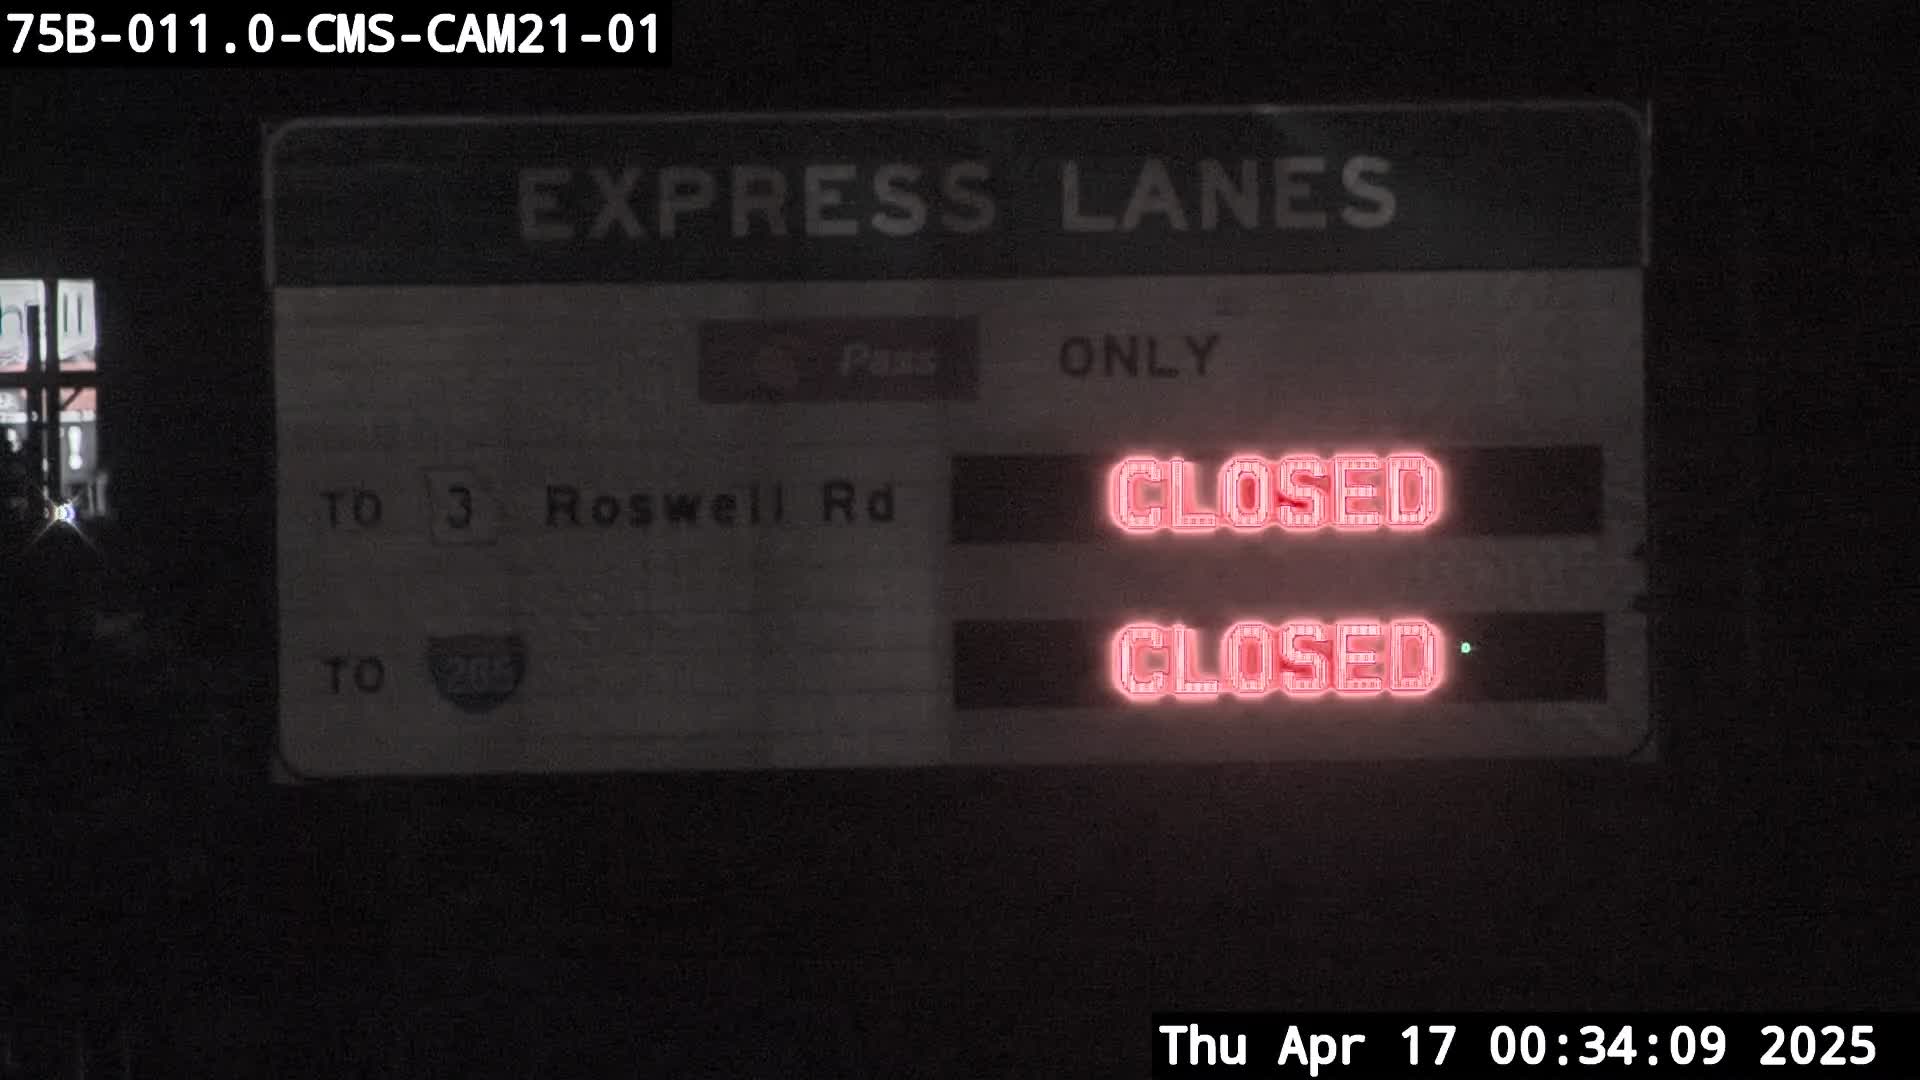 75B-011.0-CMS-CAM21-01
EXPRESS LANES
Pass ONLY
TO 3 Roswell Rd CLOSED
TO 285 CLOSED
Thu Apr 17 00:34:09 2025